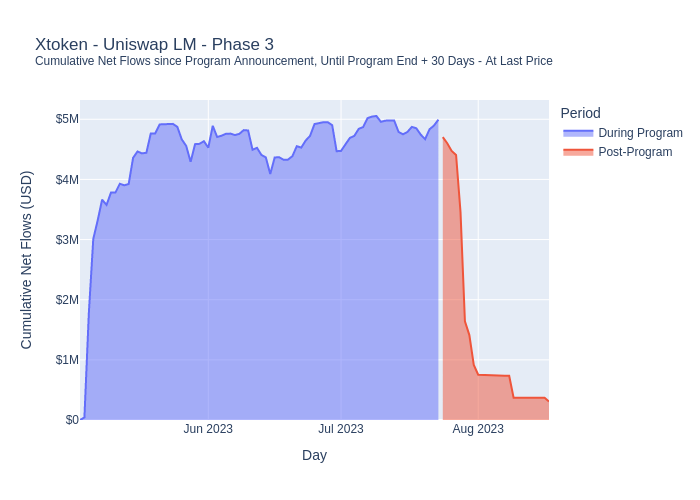 Xtoken - Uniswap LM - Phase 3
Cumulative Net Flows since Program Announcement, Until Program End + 30 Days - At Last Price
Period
During Program
Post-Program
Cumulative Net Flows (USD)
$5M
$4M
$3M
$2M
$1M
$0
Jun 2023
Jul 2023
Aug 2023
Day